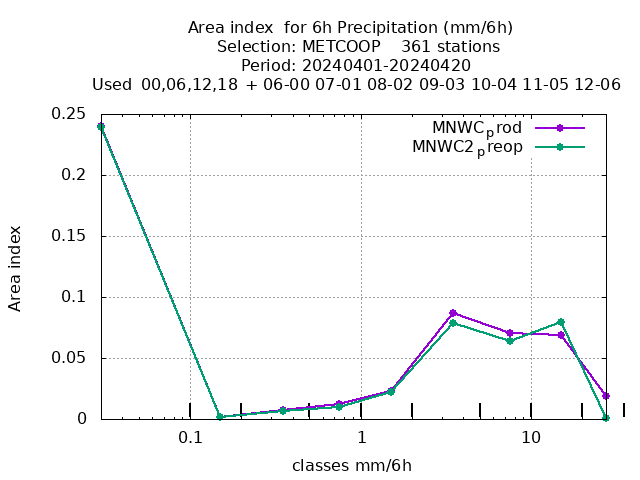 Area index  for 6h Precipitation (mm/6h)
Selection: METCOOP    361 stations
Period: 20240401-20240420
Used  00,06,12,18  + 06-00 07-01 08-02 09-03 10-04 11-05 12-06
MNWCprod
MNWC2preop
0.25
0.2
0.15
0.1
0.05
0
Area index
0.1 1 10
classes mm/6h